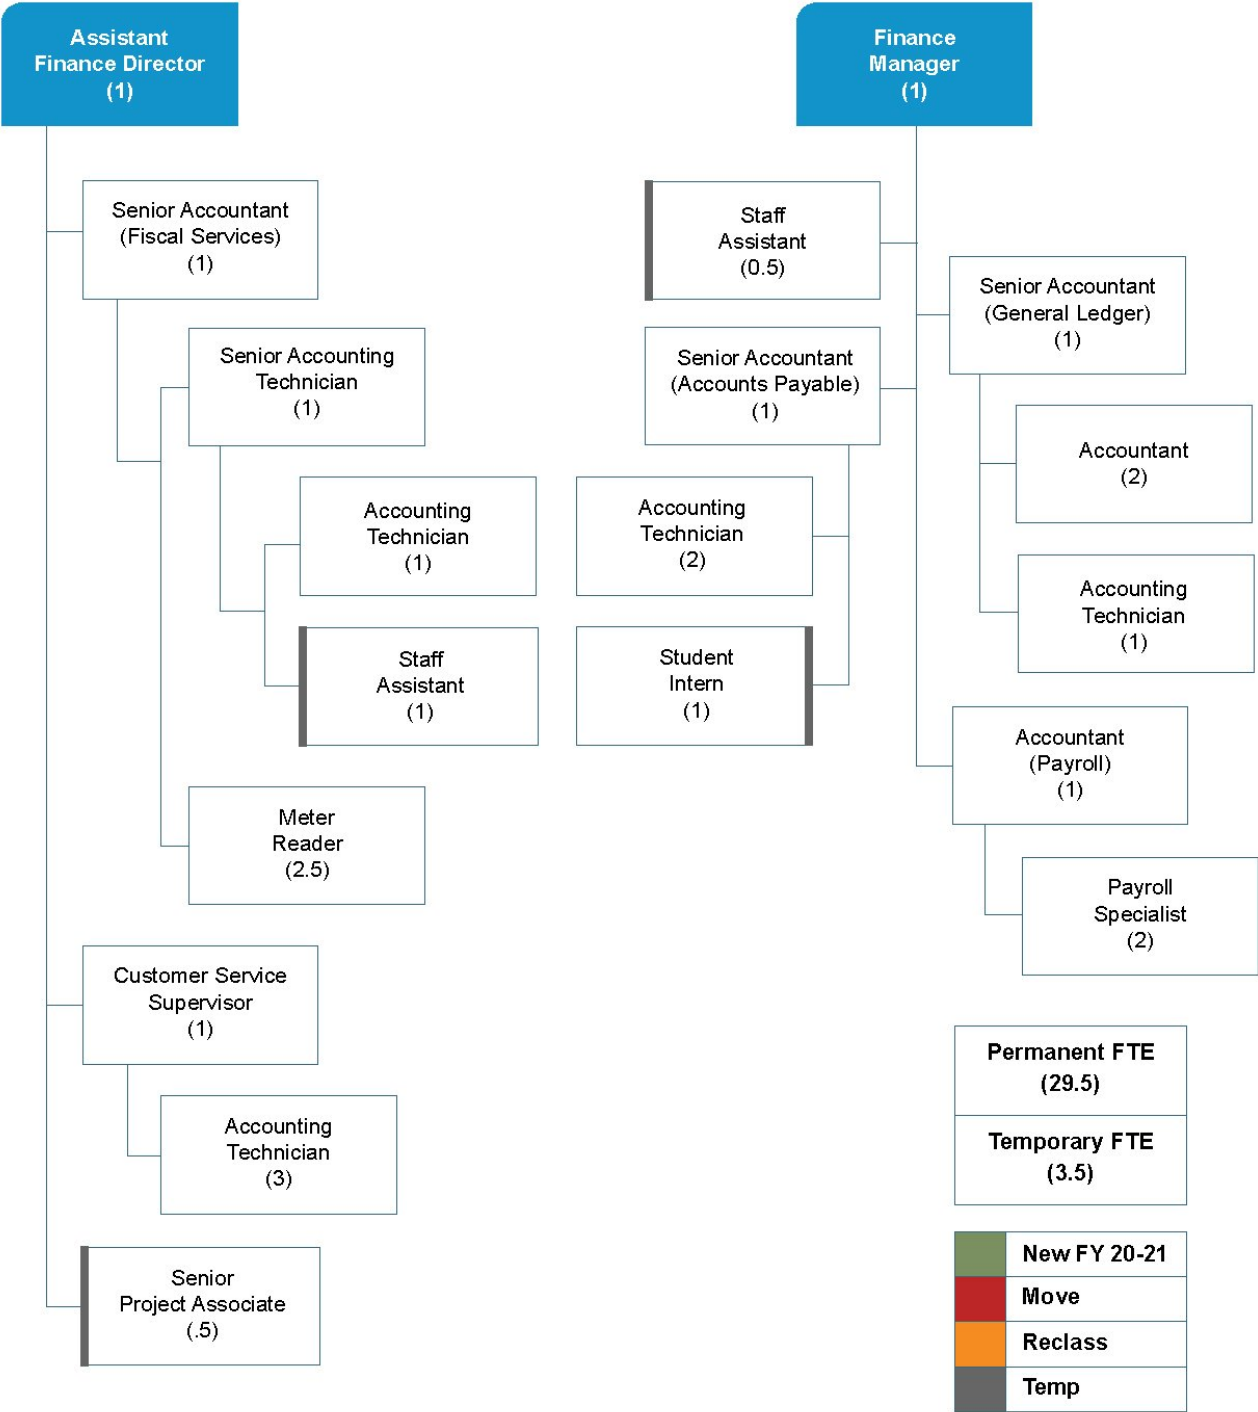 Assistant
Finance Director
(1)
Senior Accountant
(Fiscal Services)
(1)
Senior Accounting
Technician
(1)
Accounting
Technician
(1)
Staff
Assistant
(1)
Meter
Reader
(2.5)
Customer Service
Supervisor
(1)
Accounting
Technician
(3)
Senior
Project Associate
(.5)
Finance
Manager
(1)
Staff
Assistant
(0.5)
Senior Accountant
(Accounts Payable)
(1)
Accounting
Technician
(2)
Student
Intern
(1)
Senior Accountant
(General Ledger)
(1)
Accountant
(2)
Accounting
Technician
(1)
Accountant
(Payroll)
(1)
Payroll
Specialist
(2)
Permanent FTE
(29.5)
Temporary FTE
(3.5)
New FY 20-21
Move
Reclass
Temp